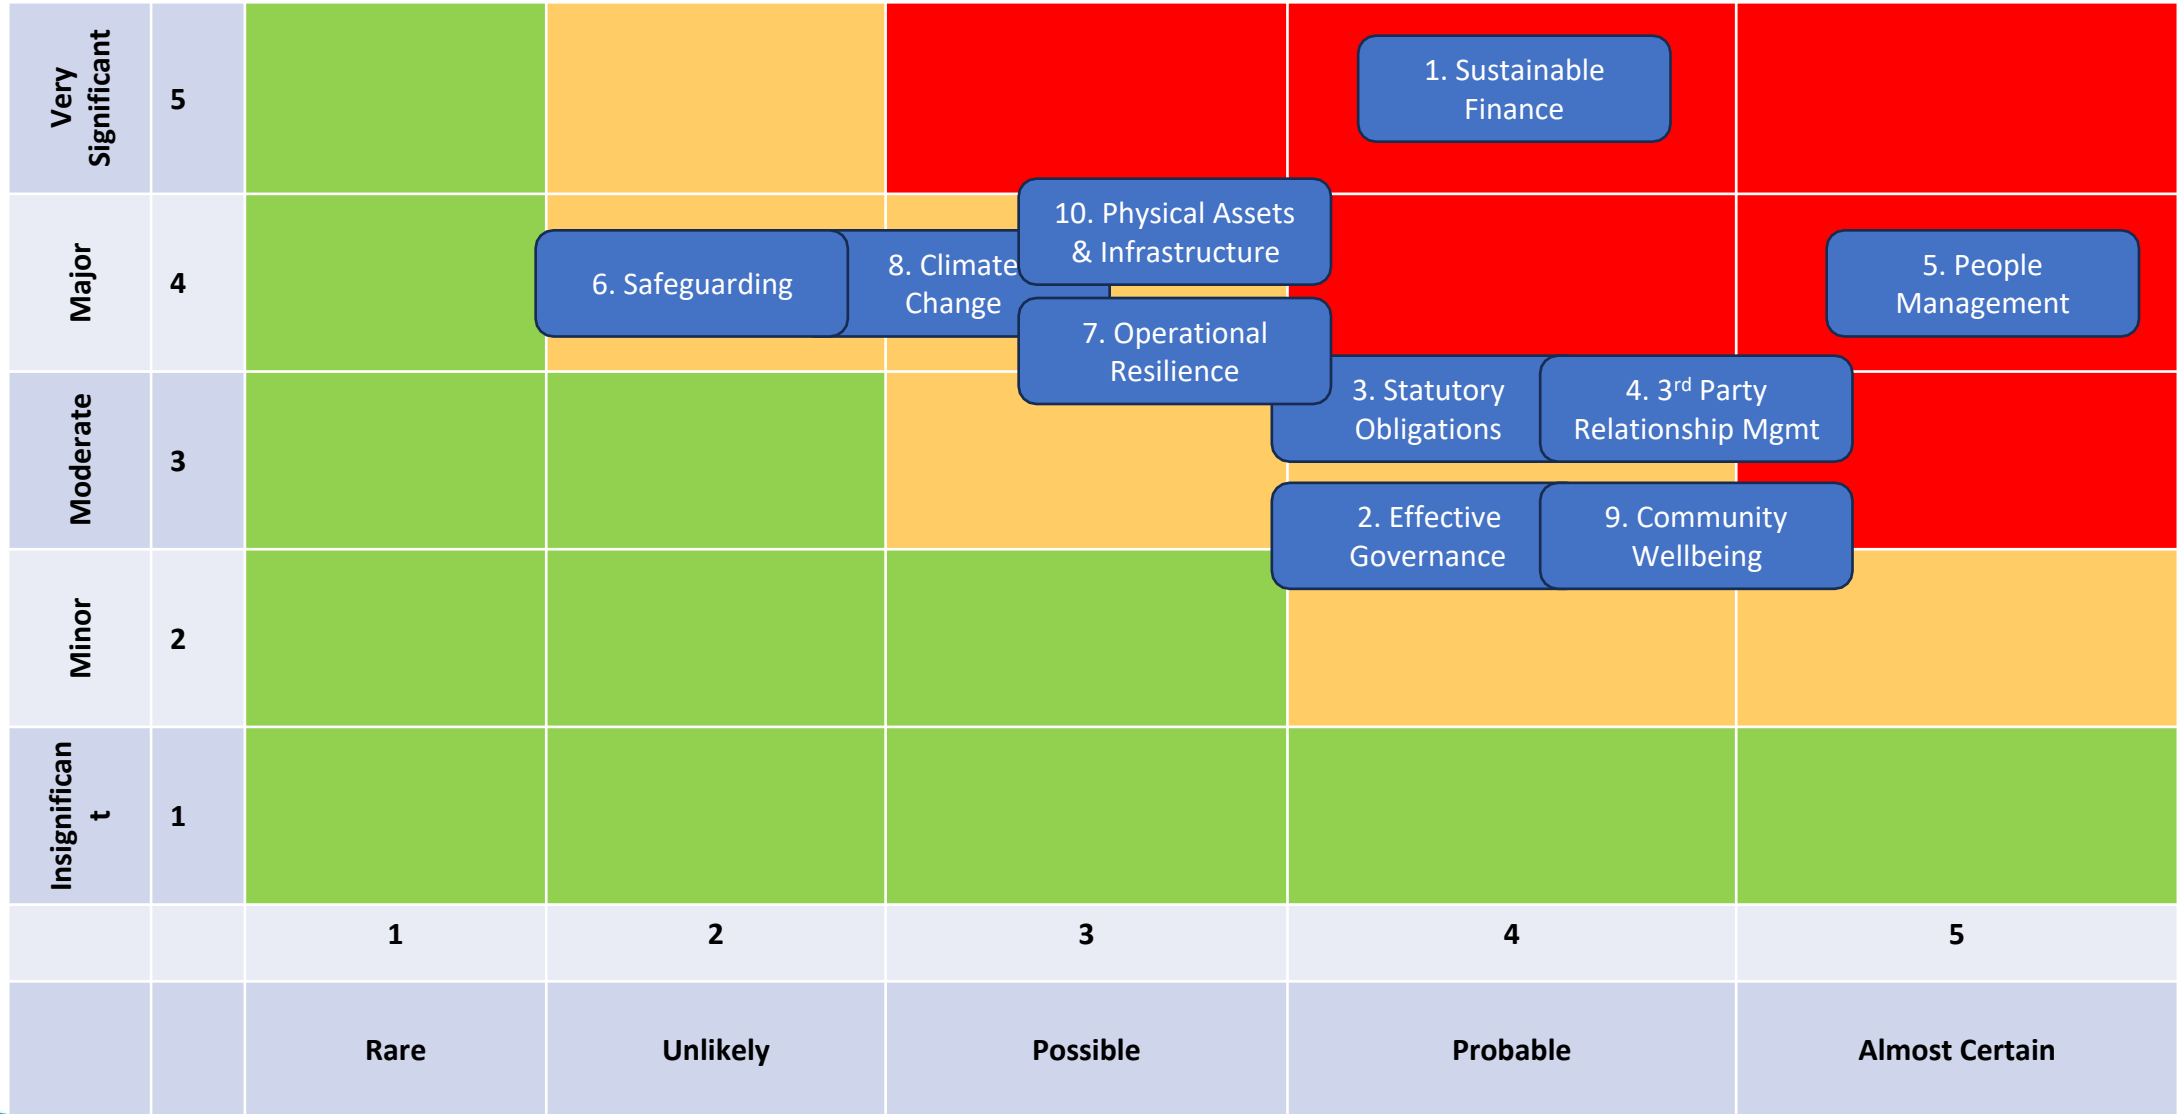 Very
Significant
5
1. Sustainable
Finance
Major
4
6. Safeguarding
8. Climate
Change
10. Physical Assets
& Infrastructure
7. Operational
Resilience
5. People
Management
Moderate
3
3. Statutory
Obligations
4. 3rd Party
Relationship Mgmt
2. Effective
Governance
9. Community
Wellbeing
Minor
2
Insignifican
t
1
1
2
3
4
5
Rare
Unlikely
Possible
Probable
Almost Certain